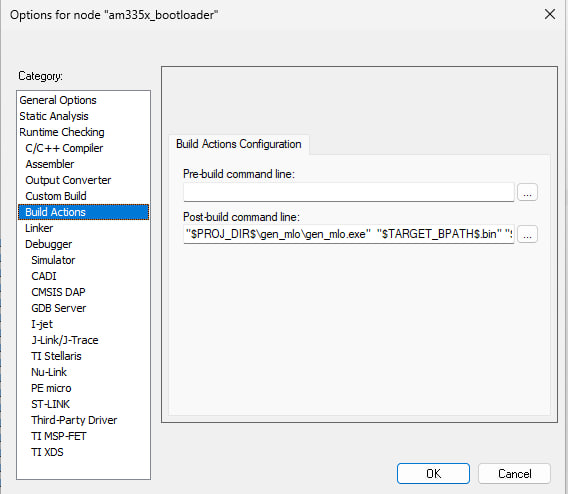 Options for node "am335x_bootloader"
Category:
General Options
Static Analysis
Runtime Checking
C/C++ Compiler
Assembler
Output Converter
Custom Build
Build Actions
Linker
Debugger
Simulator
CADI
CMSIS DAP
GDB Server
I-jet
J-Link/J-Trace
TI Stellaris
Nu-Link
PE micro
ST-LINK
Third-Party Driver
TI MSP-FET
TI XDS
Build Actions Configuration
Pre-build command line:
...
Post-build command line:
"$PROJ_DIR$\gen_mlo\gen_mlo.exe"  "$TARGET_BPATH$.bin" "$
...
OK
Cancel